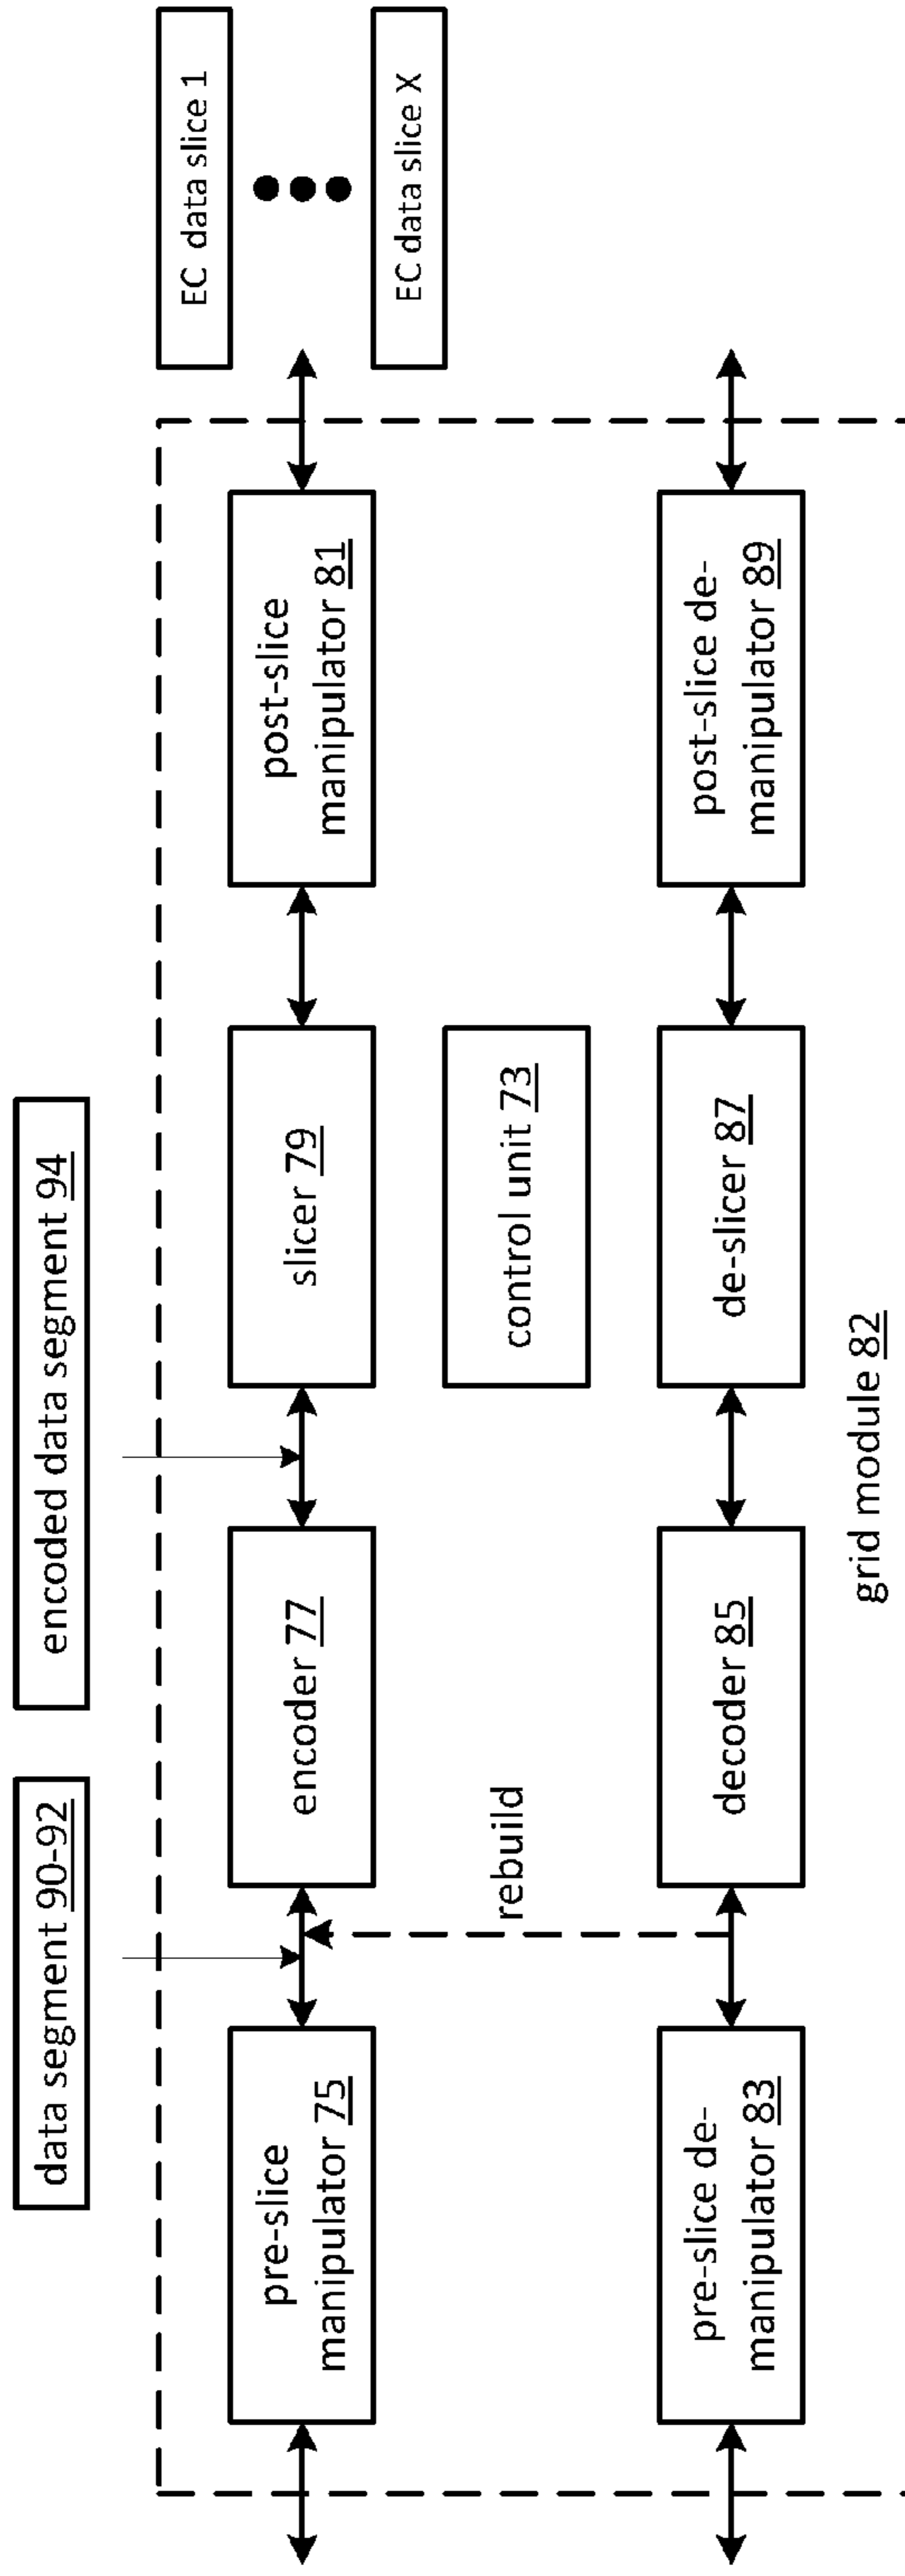 data segment 90-92
encoded data segment 94
EC data slice 1
EC data slice X
pre-slice
manipulator 75
encoder 77
slicer 79
post-slice
manipulator 81
rebuild
control unit 73
pre-slice de-
manipulator 83
decoder 85
de-slicer 87
post-slice de-
manipulator 89
grid module 82